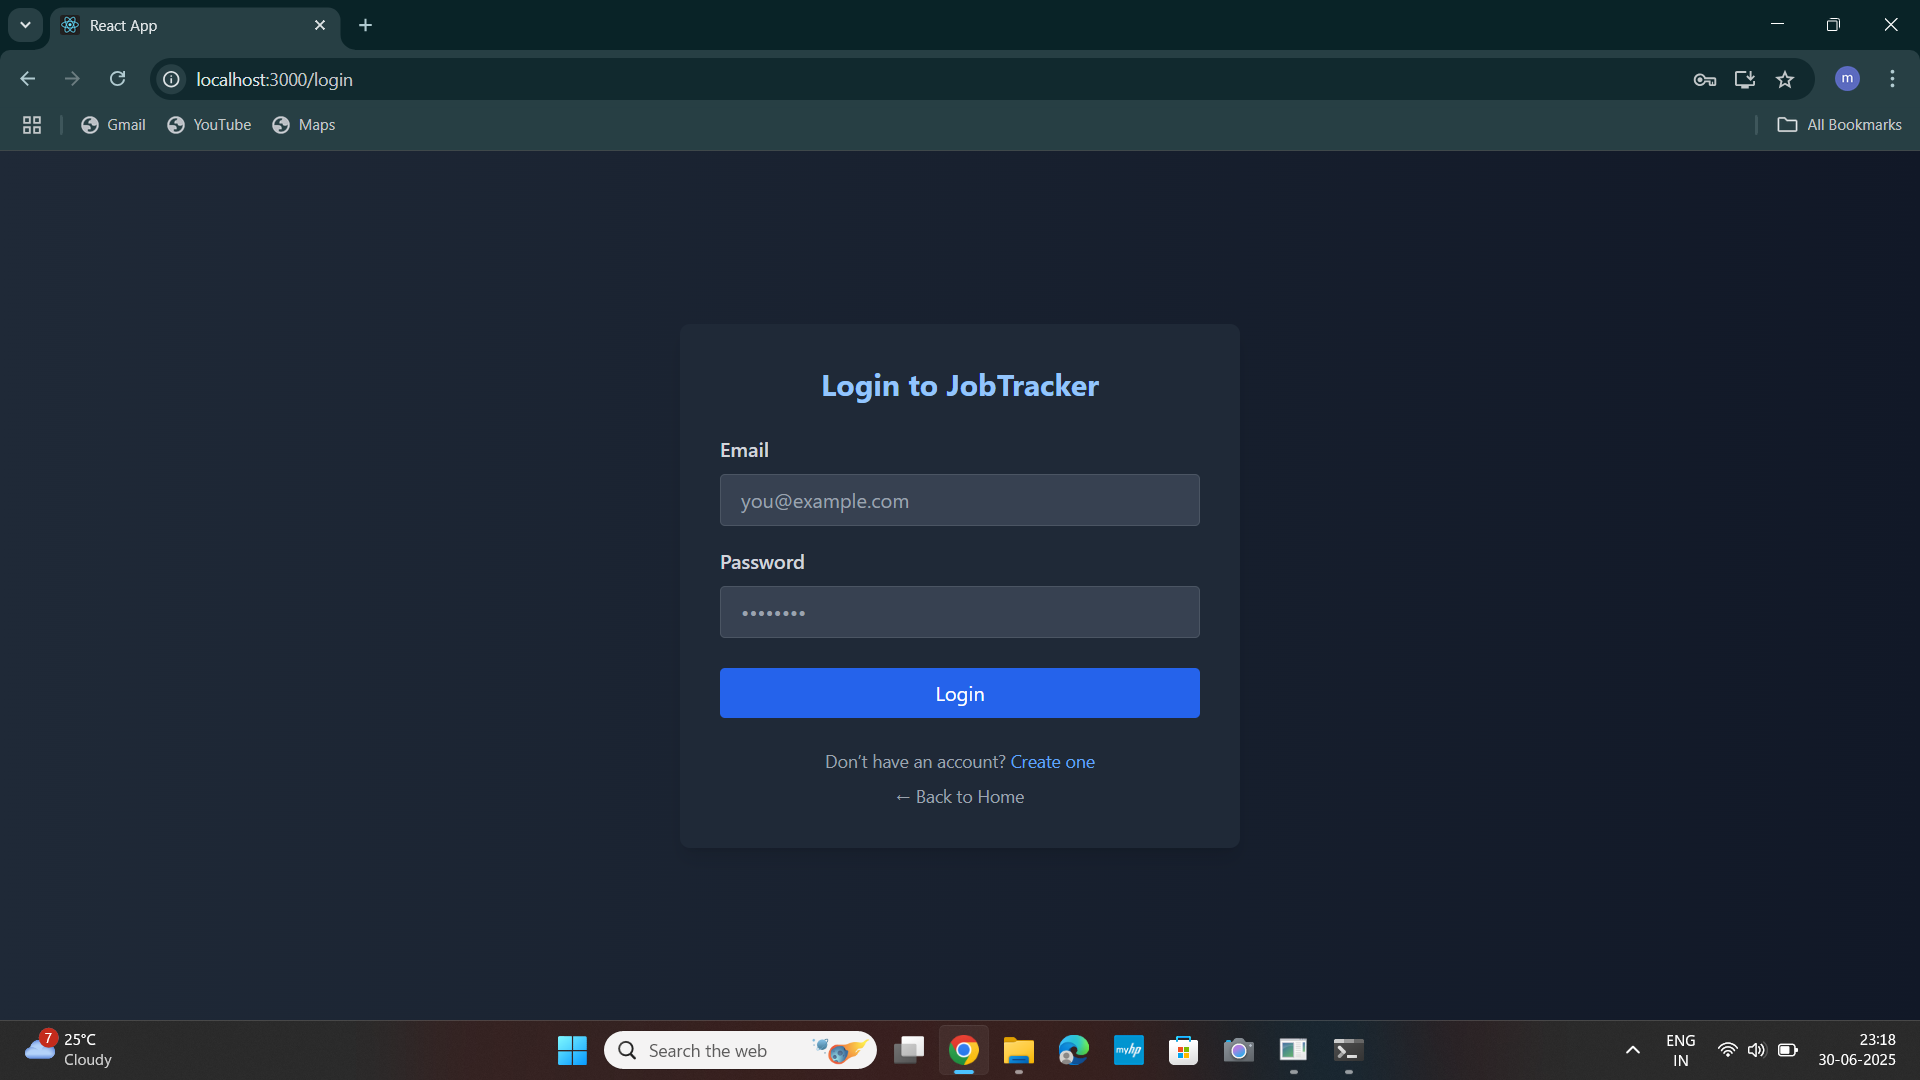 React App
localhost:3000/login
m
Gmail
YouTube
Maps
All Bookmarks
Login to JobTracker
Email
you@example.com
Password
••••••••
Login
Don’t have an account? Create one
← Back to Home
7
25°C
Cloudy
Search the web
myhp
ENG
IN
23:18
30-06-2025